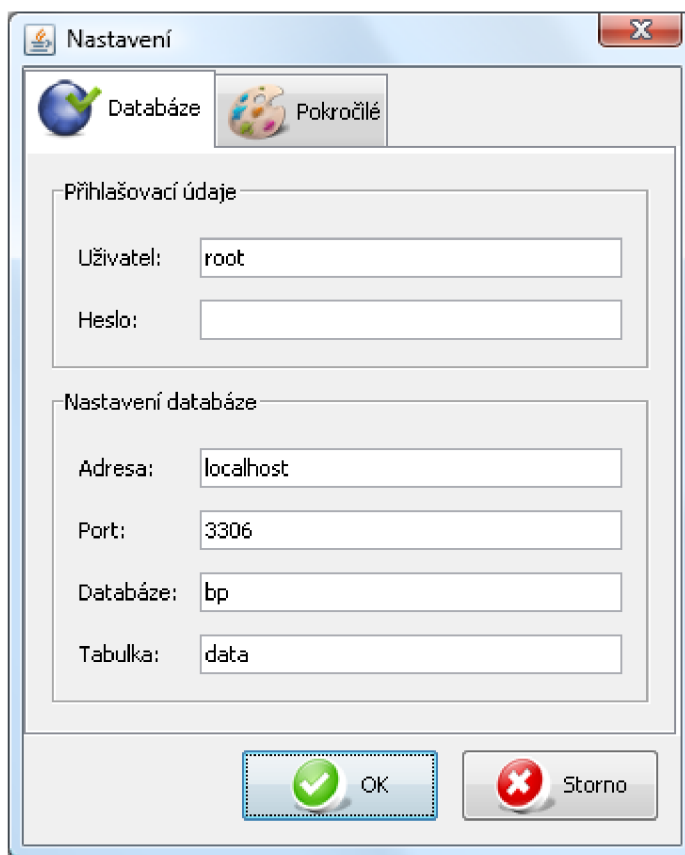 Nastavení
Databáze
Pokročilé
Přihlašovací údaje
Uživatel: root
Heslo:
Nastavení databáze
Adresa: localhost
Port: 3306
Databáze: bp
Tabulka: data
OK
Storno